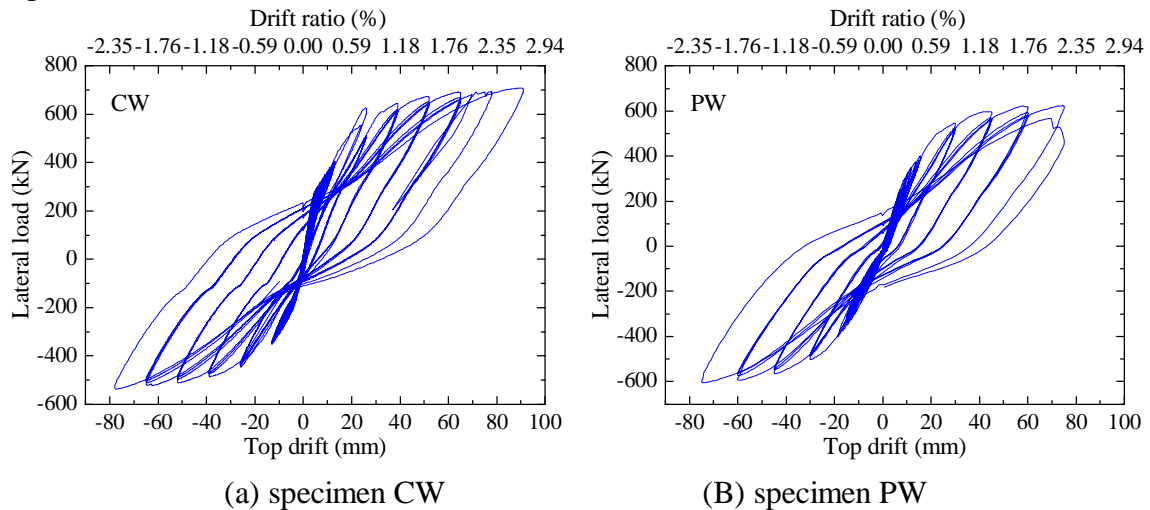 Drift ratio (%)
-2.35 -1.76 -1.18 -0.59 0.00 0.59 1.18 1.76 2.35 2.94
800
600
400
200
0
-200
-400
-600
Lateral load (kN)
CW
-80 -60 -40 -20 0 20 40 60 80 100
Top drift (mm)
(a) specimen CW
Drift ratio (%)
-2.35 -1.76 -1.18 -0.59 0.00 0.59 1.18 1.76 2.35 2.94
800
600
400
200
0
-200
-400
-600
Lateral load (kN)
PW
-80 -60 -40 -20 0 20 40 60 80 100
Top drift (mm)
(B) specimen PW